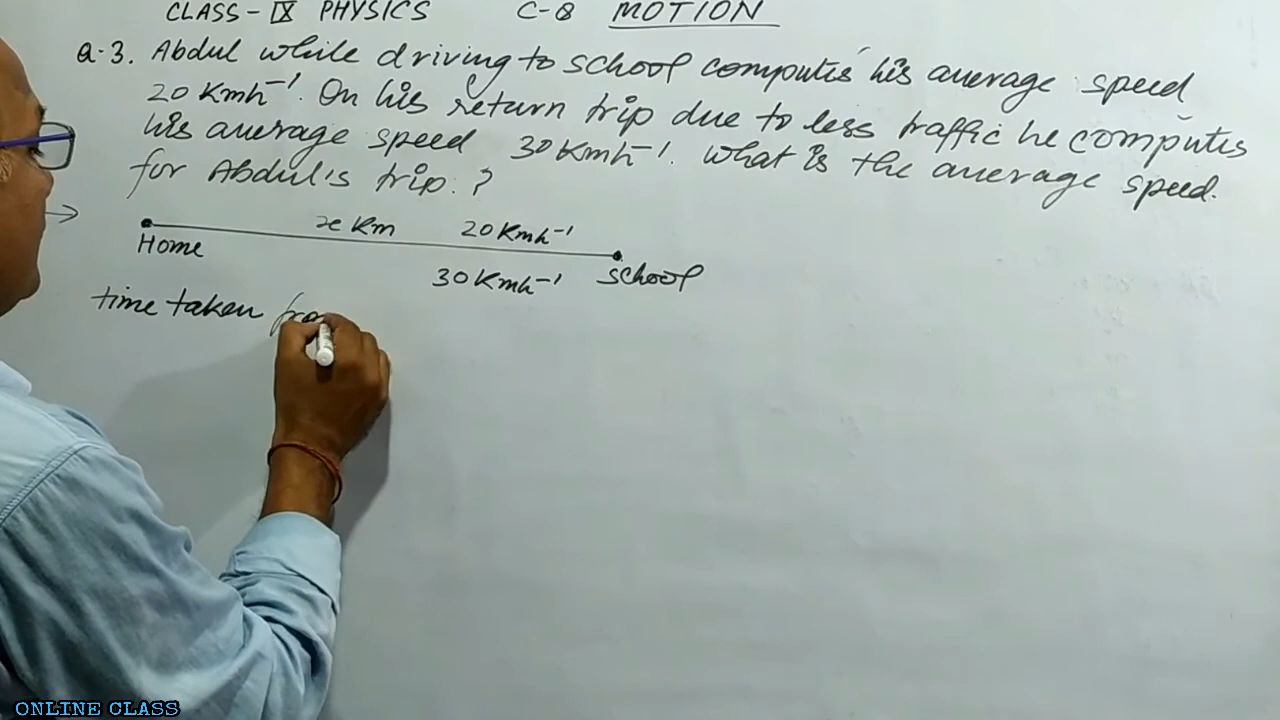 CLASS-IX PHYSICS C-8 MOTION
Q-3. Abdul while driving to school computes his average speed
20 Kmh⁻¹. On his return trip due to less traffic he computes
his average speed 30 Kmh⁻¹. What is the average speed.
for Abdul's trip.?
→
x Km 20 Kmh⁻¹
Home
30 Kmh⁻¹ school
time taken from
ONLINE CLASS